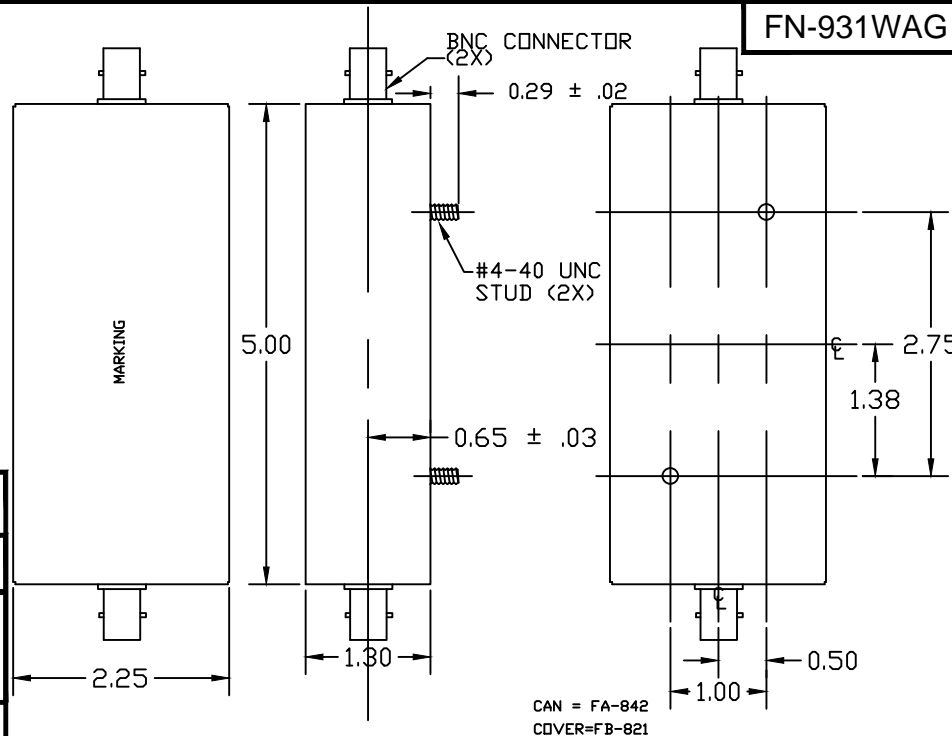 FN-931WAG
BNC CONNECTOR
(2X)
0.29 ± .02
#4-40 UNC
STUD (2X)
MARKING
5.00
℄
2.75
1.38
0.65 ± .03
℄
2.25
1.30
0.50
1.00
CAN = FA-842
COVER=FB-821